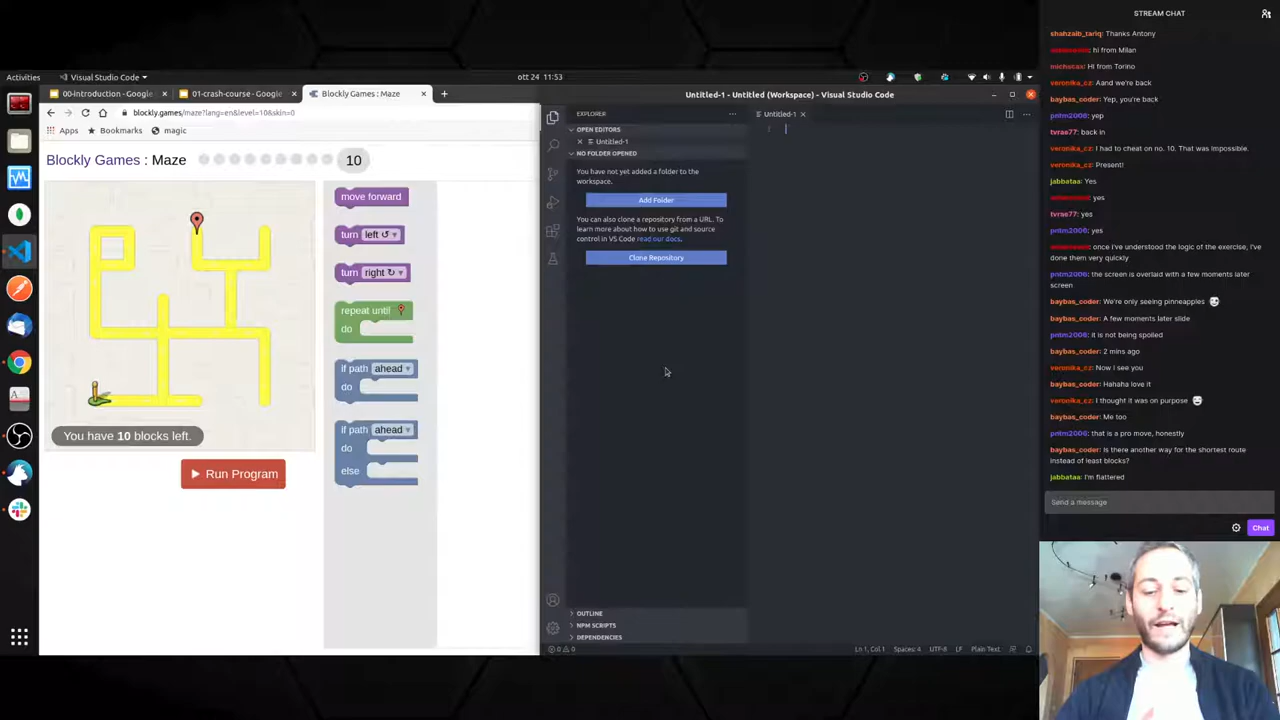 STREAM CHAT
shahzaib_tariq: Thanks Antony
hi from Milan
michocas: Hi from Torino
veronika_cz: Aand we're back
baybas_coder: Yep, you're back
pntm2006: yep
tvrae77: back in
veronika_cz: I had to cheat on no. 10. That was impossible.
veronika_cz: Present!
jabbataa: Yes
yes
tvrae77: yes
pntm2006: yes
once I've understood the logic of the exercise, I've
done them very quickly
pntm2006: the screen is overlaid with a few moments later
screen
baybas_coder: We're only seeing pinneapples
baybas_coder: A few moments later slide
pntm2006: it is not being spoiled
baybas_coder: 2 mins ago
veronika_cz: Now I see you
baybas_coder: Hahaha love it
veronika_cz: I thought it was on purpose
baybas_coder: Me too
pntm2006: that is a pro move, honestly
baybas_coder: Is there another way for the shortest route
instead of least blocks?
jabbataa: I'm flattered
Send a message
Chat
Activities
Visual Studio Code
ott 24 11:53
00-introduction - Google
01-crash-course - Google
Blockly Games : Maze
blockly.games/maze?lang=en&level=10&skin=0
Apps
Bookmarks
magic
Blockly Games : Maze
10
You have 10 blocks left.
Run Program
move forward
turn left ↺
turn right ↻
repeat until
do
if path ahead
do
if path ahead
do
else
Untitled-1 - Untitled (Workspace) - Visual Studio Code
EXPLORER
OPEN EDITORS
Untitled-1
NO FOLDER OPENED
You have not yet added a folder to the
workspace.
Add Folder
You can also clone a repository from a URL. To
learn more about how to use git and source
control in VS Code read our docs.
Clone Repository
OUTLINE
NPM SCRIPTS
DEPENDENCIES
Untitled-1
1
0 0
Ln 1, Col 1
Spaces: 4
UTF-8
LF
Plain Text